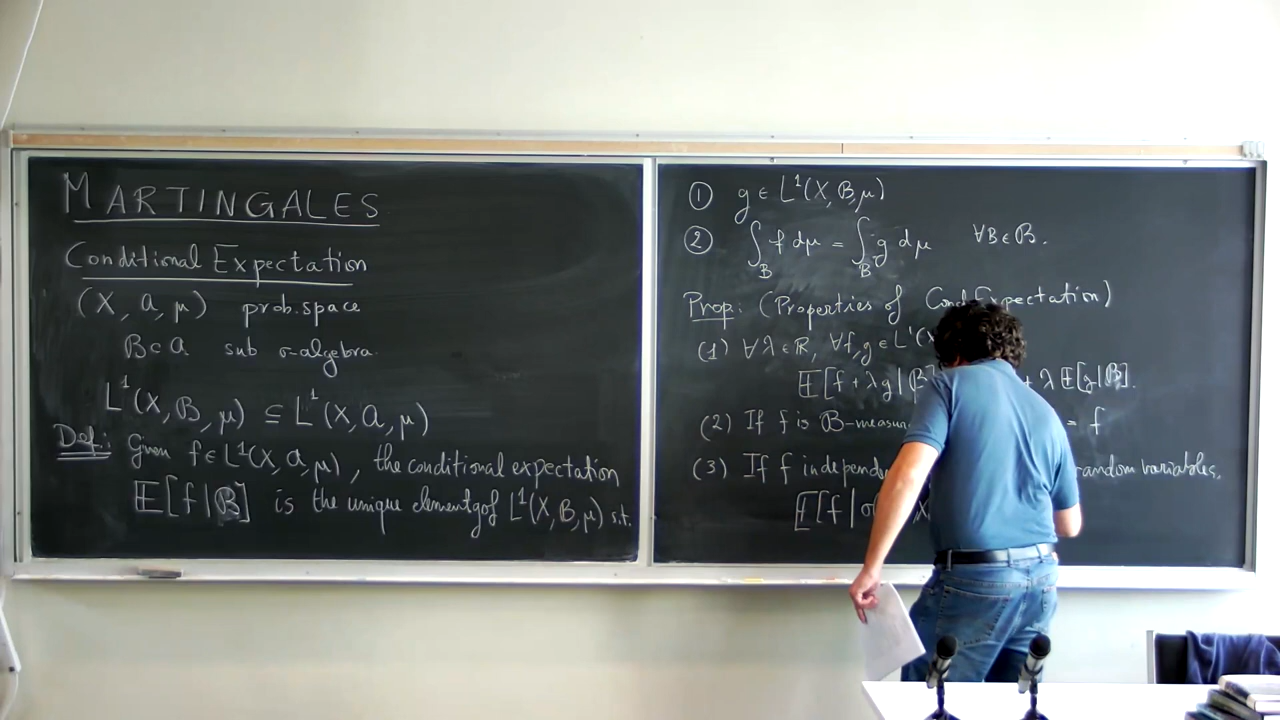 MARTINGALES
Conditional Expectation
(X, a, μ) prob. space
B⊂a sub σ-algebra.
L¹(X, B, μ) ⊆ L¹(X, a, μ)
Def.: Given f∈L¹(X, a, μ), the conditional expectation
𝔼[f|B] is the unique element g of L¹(X, B, μ) s.t.
① g ∈ L¹(X, B, μ)
② ∫_B f dμ = ∫_B g dμ ∀B∈B.
Prop: (Properties of Cond Expectation)
(1) ∀λ∈ℝ, ∀f,g ∈ L¹(X
𝔼[f+λg|B] + λ𝔼[g|B].
(2) If f is B-measur = f
(3) If f independ random variables,
𝔼[f|σ